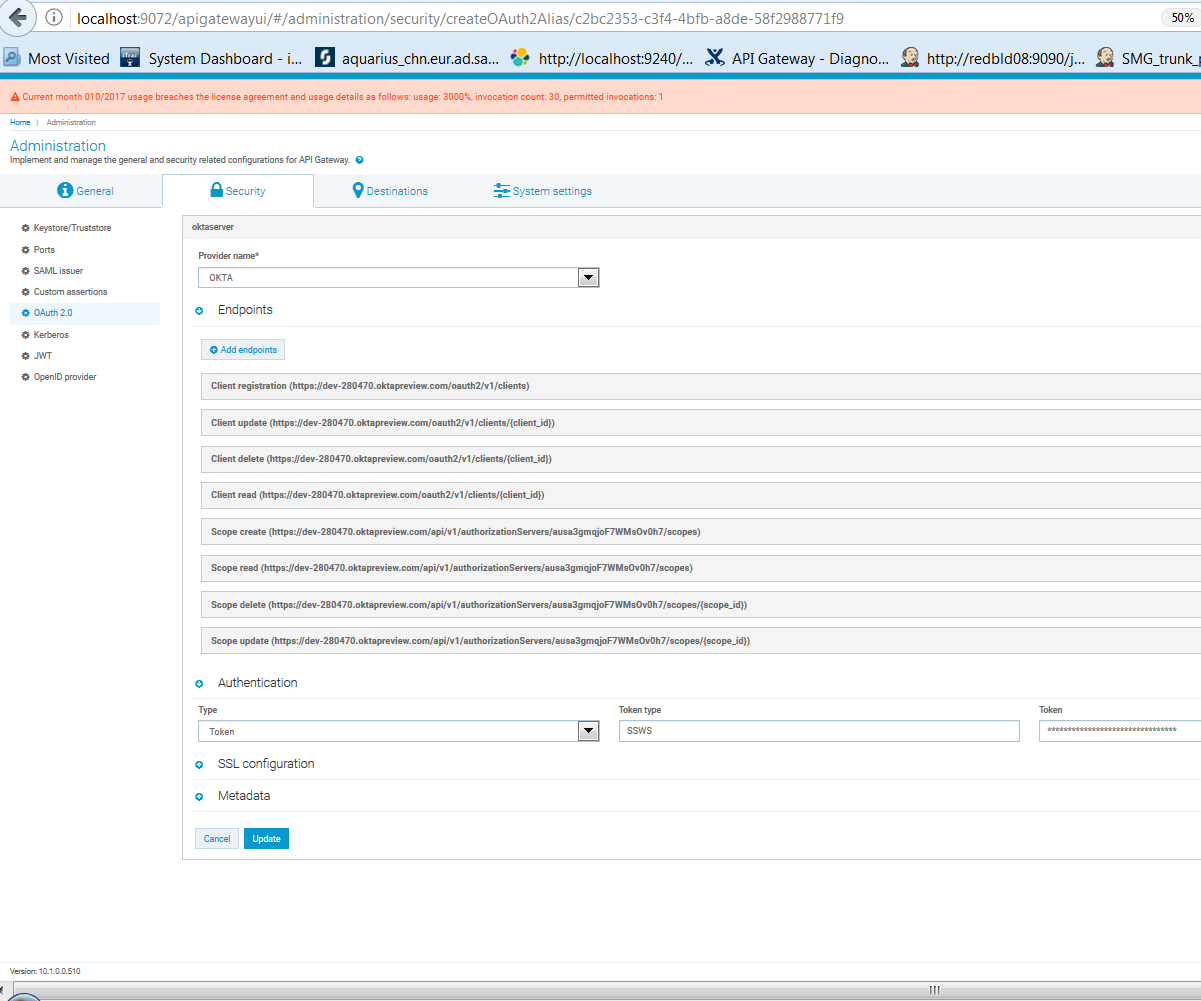 localhost:9072/apigatewayui/#/administration/security/createOAuth2Alias/c2bc2353-c3f4-4bfb-a8de-58f2988771f9 50%
Most Visited iTrac System Dashboard - i... aquarius_chn.eur.ad.sa... http://localhost:9240/... API Gateway - Diagno... http://redbld08:9090/j... SMG_trunk_p
Current month 010/2017 usage breaches the license agreement and usage details as follows: usage: 3000%, invocation count: 30, permitted invocations: 1
Home Administration
Administration
Implement and manage the general and security related configurations for API Gateway.
General Security Destinations System settings
Keystore/Truststore
Ports
SAML issuer
Custom assertions
OAuth 2.0
Kerberos
JWT
OpenID provider
oktaserver
Provider name*
OKTA
Endpoints
Add endpoints
Client registration (https://dev-280470.oktapreview.com/oauth2/v1/clients)
Client update (https://dev-280470.oktapreview.com/oauth2/v1/clients/{client_id})
Client delete (https://dev-280470.oktapreview.com/oauth2/v1/clients/{client_id})
Client read (https://dev-280470.oktapreview.com/oauth2/v1/clients/{client_id})
Scope create (https://dev-280470.oktapreview.com/api/v1/authorizationServers/ausa3gmqjoF7WMsOv0h7/scopes)
Scope read (https://dev-280470.oktapreview.com/api/v1/authorizationServers/ausa3gmqjoF7WMsOv0h7/scopes)
Scope delete (https://dev-280470.oktapreview.com/api/v1/authorizationServers/ausa3gmqjoF7WMsOv0h7/scopes/{scope_id})
Scope update (https://dev-280470.oktapreview.com/api/v1/authorizationServers/ausa3gmqjoF7WMsOv0h7/scopes/{scope_id})
Authentication
Type Token type Token
Token SSWS ********************************
SSL configuration
Metadata
Cancel Update
Version: 10.1.0.0.510